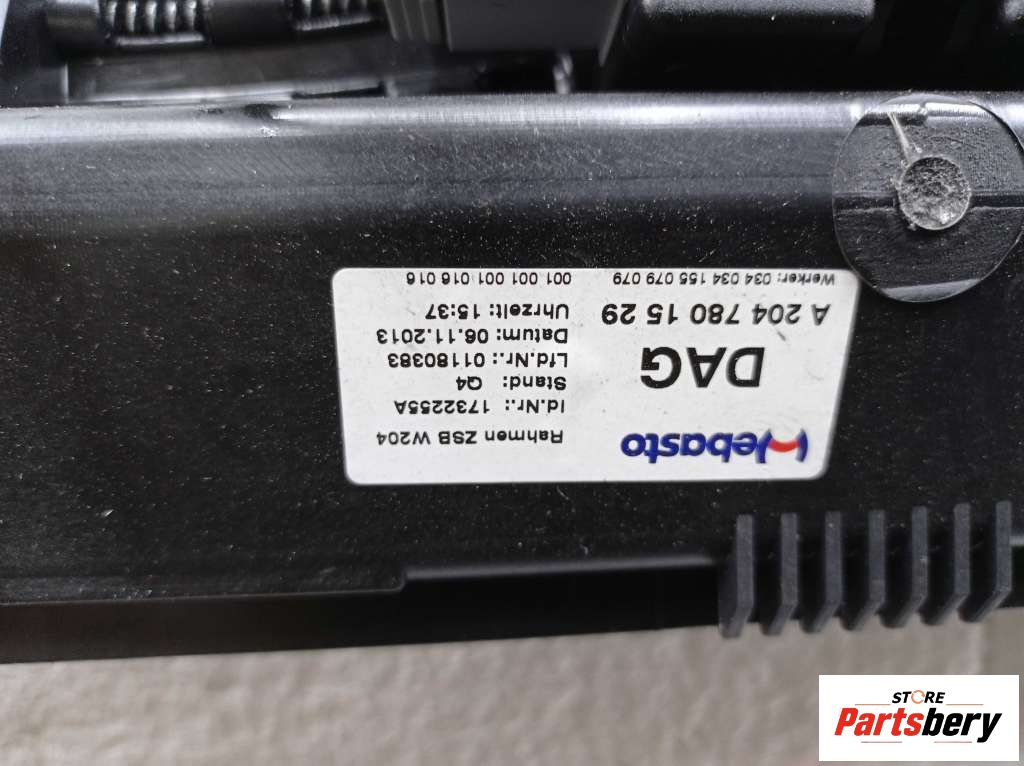 Webasto
DAG
A 204 780 15 29
Rahmen ZSB W204
Id.Nr.: 1732255A
Stand: Q4
Lfd.Nr.: 01180383
Datum: 06.11.2013
Uhrzeit: 15:37
Werker: 034 034 155 079 079 001 001 001 016 016
STORE
Partsbery